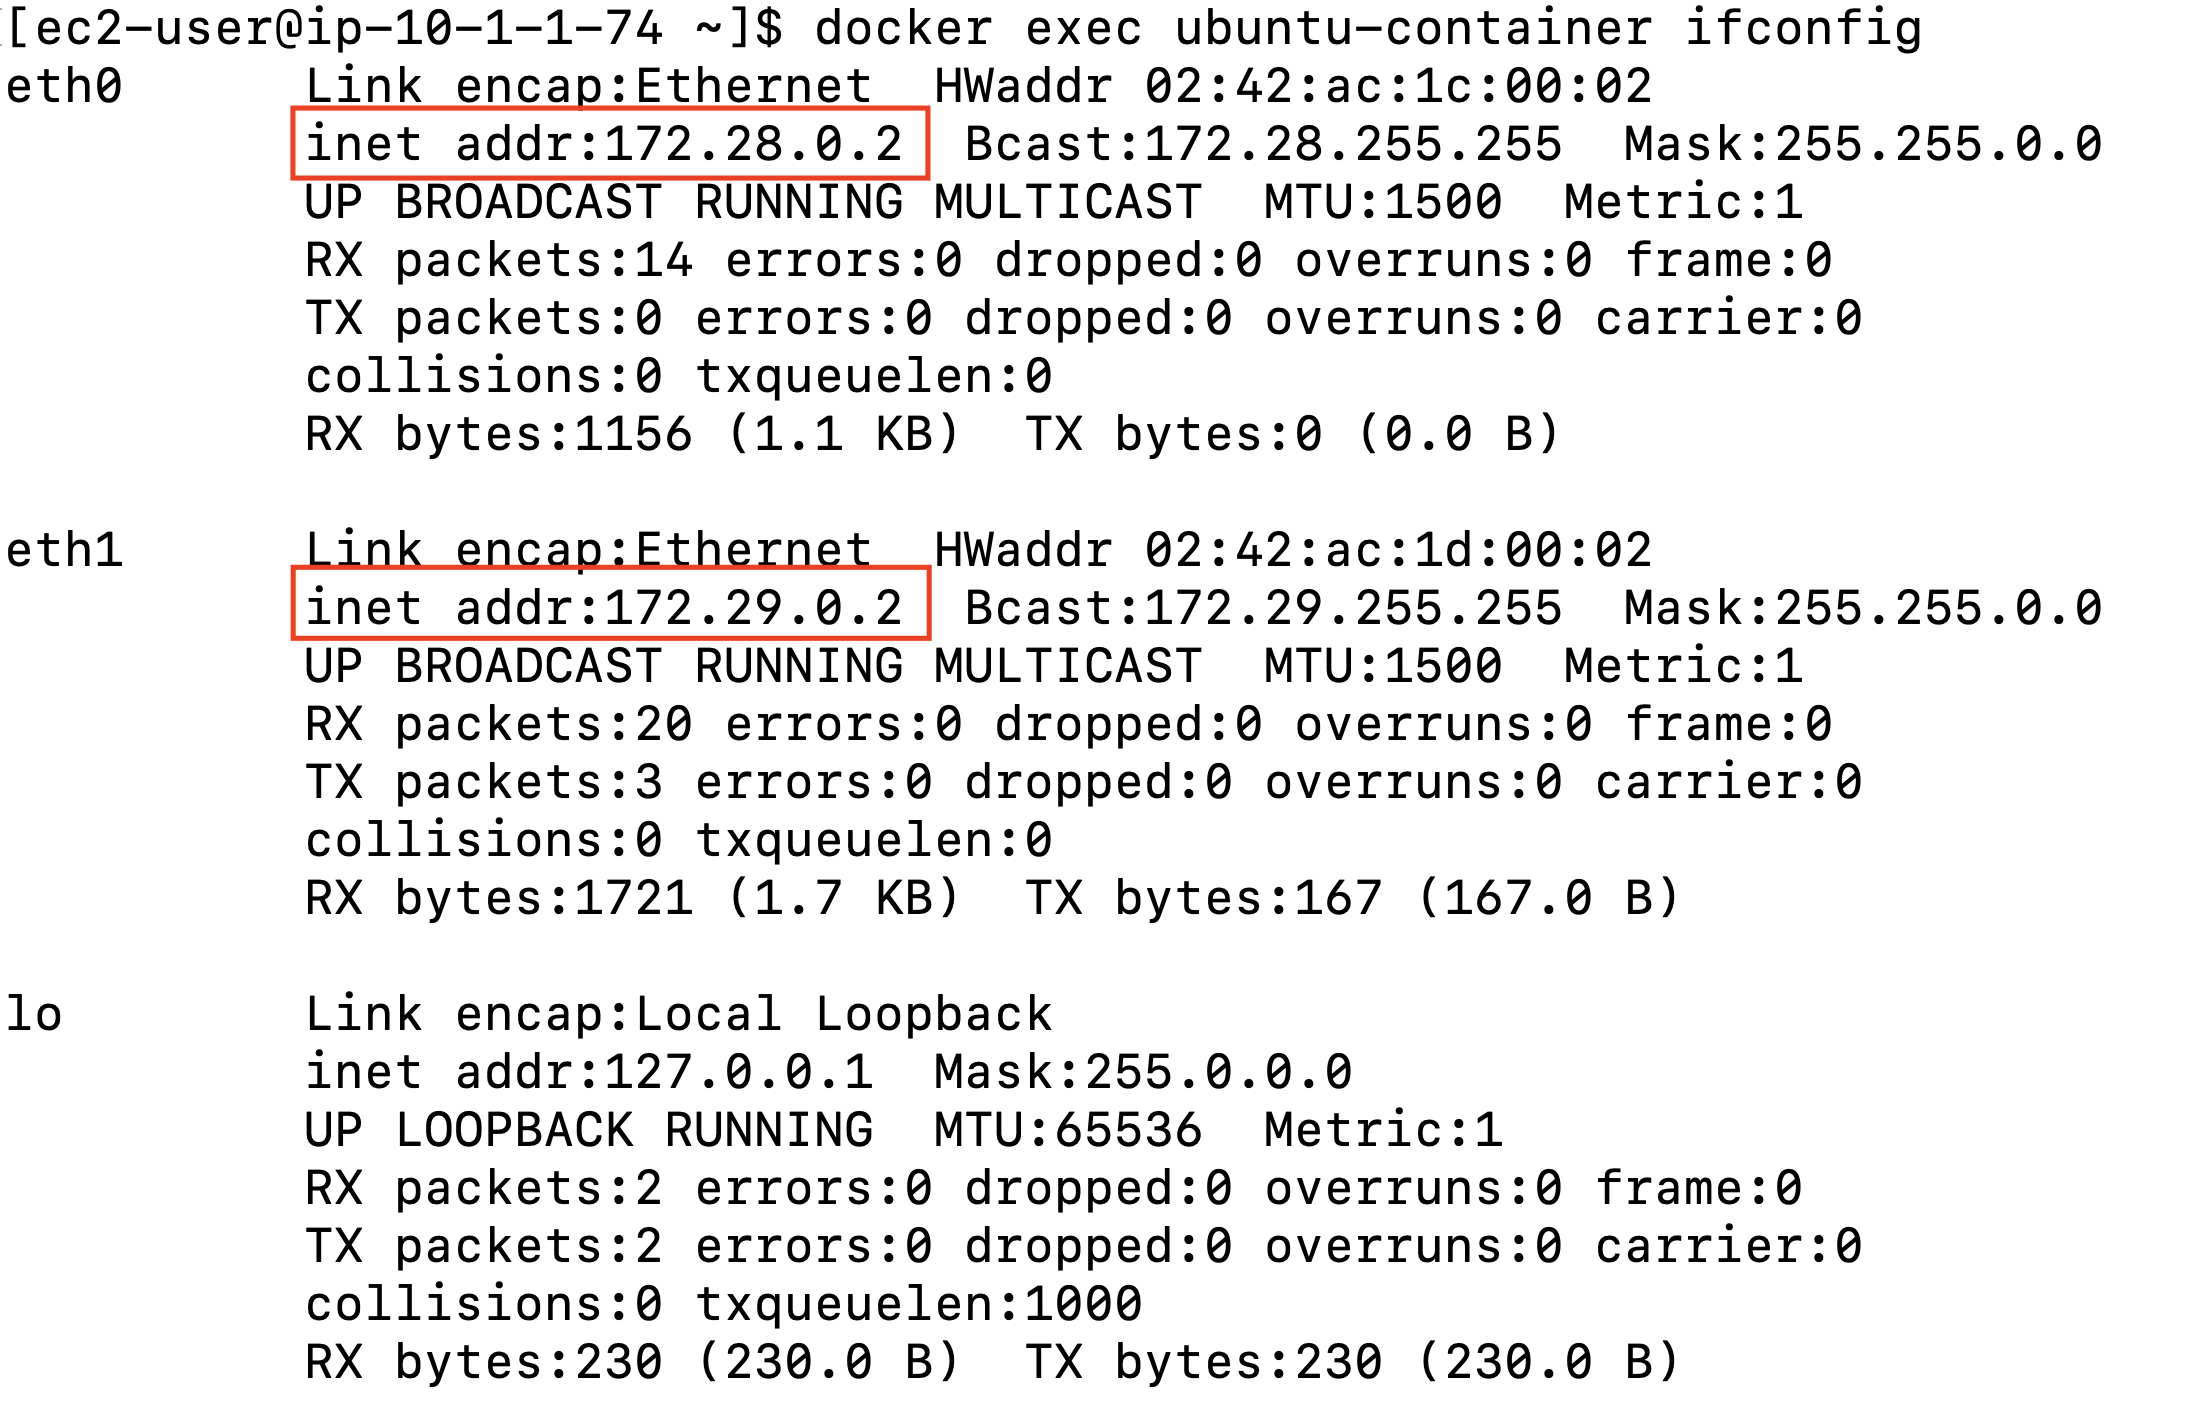 [ec2-user@ip-10-1-1-74 ~]$ docker exec ubuntu-container ifconfig
eth0      Link encap:Ethernet  HWaddr 02:42:ac:1c:00:02
          inet addr:172.28.0.2  Bcast:172.28.255.255  Mask:255.255.0.0
          UP BROADCAST RUNNING MULTICAST  MTU:1500  Metric:1
          RX packets:14 errors:0 dropped:0 overruns:0 frame:0
          TX packets:0 errors:0 dropped:0 overruns:0 carrier:0
          collisions:0 txqueuelen:0
          RX bytes:1156 (1.1 KB)  TX bytes:0 (0.0 B)

eth1      Link encap:Ethernet  HWaddr 02:42:ac:1d:00:02
          inet addr:172.29.0.2  Bcast:172.29.255.255  Mask:255.255.0.0
          UP BROADCAST RUNNING MULTICAST  MTU:1500  Metric:1
          RX packets:20 errors:0 dropped:0 overruns:0 frame:0
          TX packets:3 errors:0 dropped:0 overruns:0 carrier:0
          collisions:0 txqueuelen:0
          RX bytes:1721 (1.7 KB)  TX bytes:167 (167.0 B)

lo        Link encap:Local Loopback
          inet addr:127.0.0.1  Mask:255.0.0.0
          UP LOOPBACK RUNNING  MTU:65536  Metric:1
          RX packets:2 errors:0 dropped:0 overruns:0 frame:0
          TX packets:2 errors:0 dropped:0 overruns:0 carrier:0
          collisions:0 txqueuelen:1000
          RX bytes:230 (230.0 B)  TX bytes:230 (230.0 B)